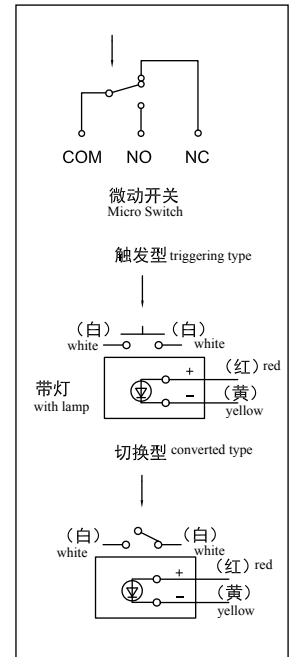 COM NO NC
微动开关
Micro Switch
触发型 triggering type
(白) (白)
white white
(红) red
+
带灯
with lamp
−
(黄)
yellow
切换型 converted type
(白) (白)
white white
(红) red
+
−
(黄)
yellow